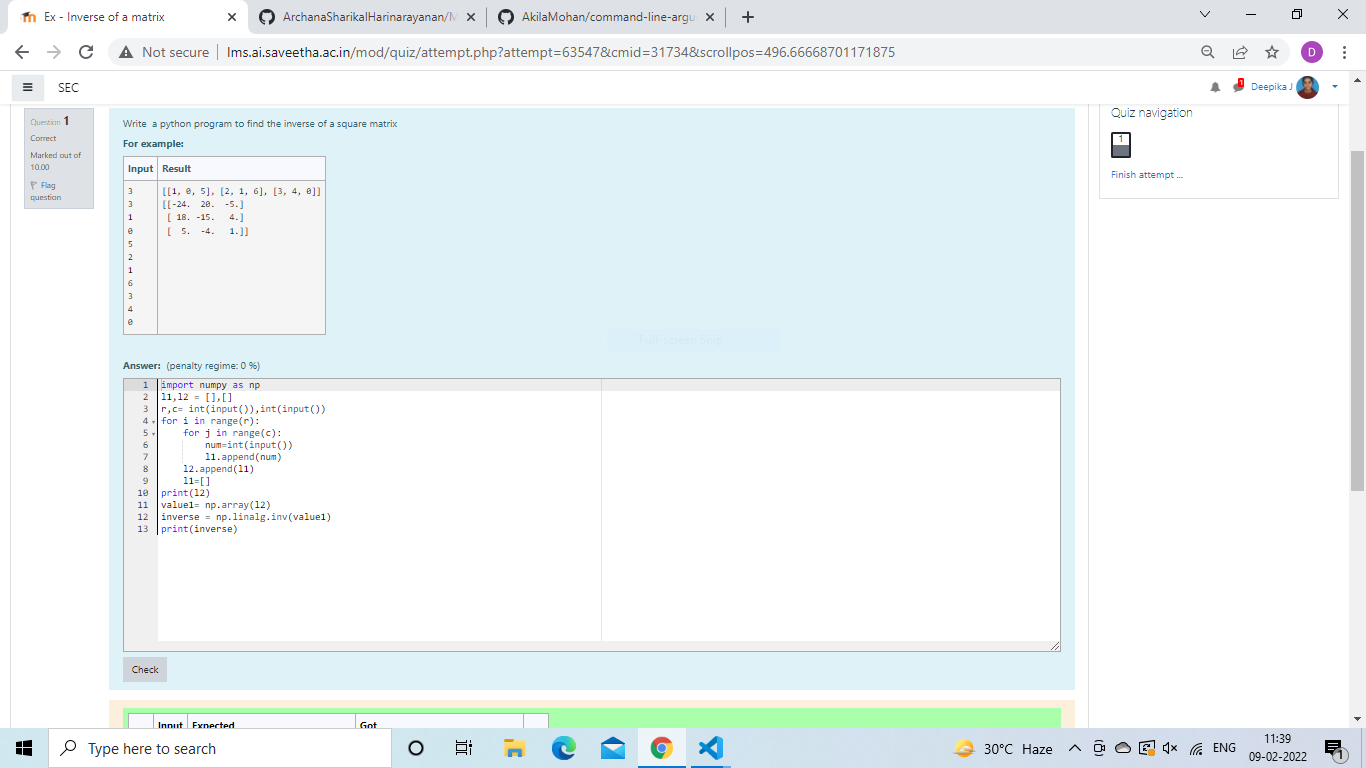 Ex - Inverse of a matrix
ArchanaSharikalHarinarayanan/M
AkilaMohan/command-line-argu
Not secure
lms.ai.saveetha.ac.in/mod/quiz/attempt.php?attempt=63547&cmid=31734&scrollpos=496.66668701171875
D
SEC
1
Deepika J
Question 1
Correct
Marked out of
10.00
Flag
question
Write a python program to find the inverse of a square matrix
For example:
Input Result
3 [[1, 0, 5], [2, 1, 6], [3, 4, 0]]
3 [[-24. 20. -5.]
1 [ 18. -15. 4.]
0 [ 5. -4. 1.]]
5
2
1
6
3
4
0
Full-screen Snip
Answer: (penalty regime: 0 %)
1 import numpy as np
2 l1,l2 = [],[]
3 r,c= int(input()),int(input())
4 for i in range(r):
5 for j in range(c):
6 num=int(input())
7 l1.append(num)
8 l2.append(l1)
9 l1=[]
10 print(l2)
11 value1= np.array(l2)
12 inverse = np.linalg.inv(value1)
13 print(inverse)
Check
Input Expected Got
Quiz navigation
1
Finish attempt ...
Type here to search
30°C Haze
ENG
11:39
09-02-2022
1